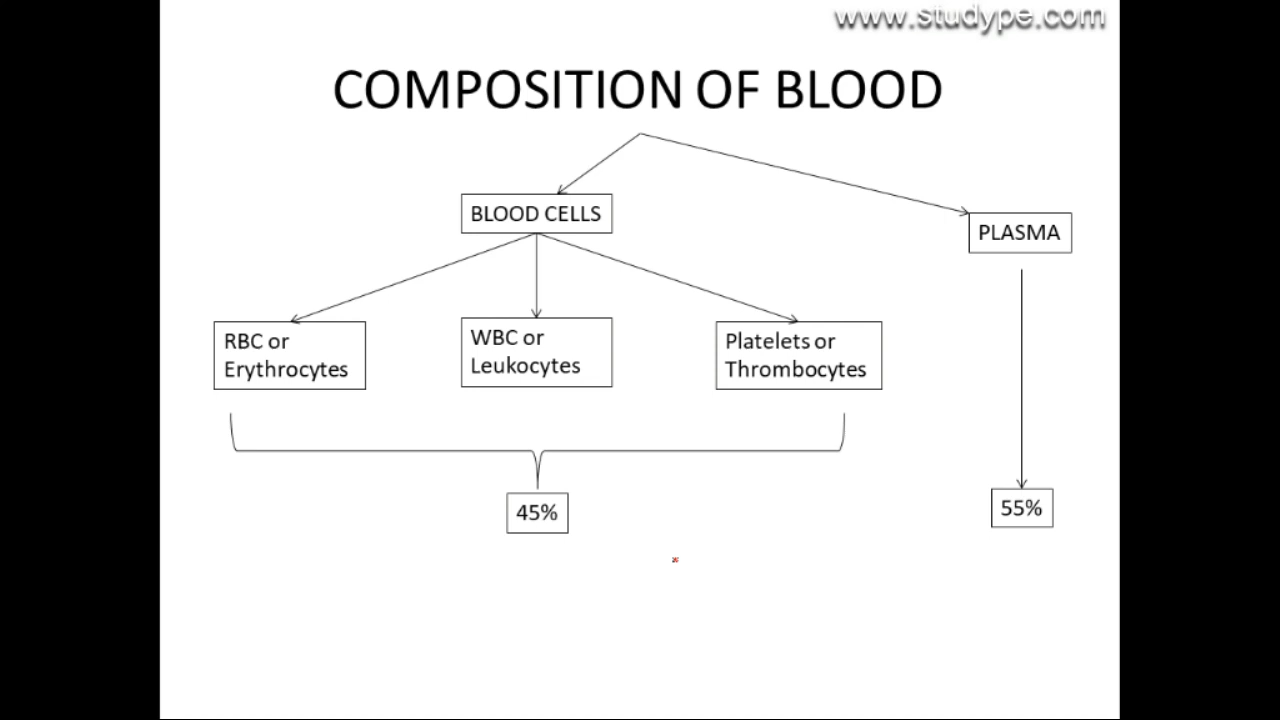 www.studype.com
COMPOSITION OF BLOOD
BLOOD CELLS
PLASMA
RBC or
Erythrocytes
WBC or
Leukocytes
Platelets or
Thrombocytes
45%
55%